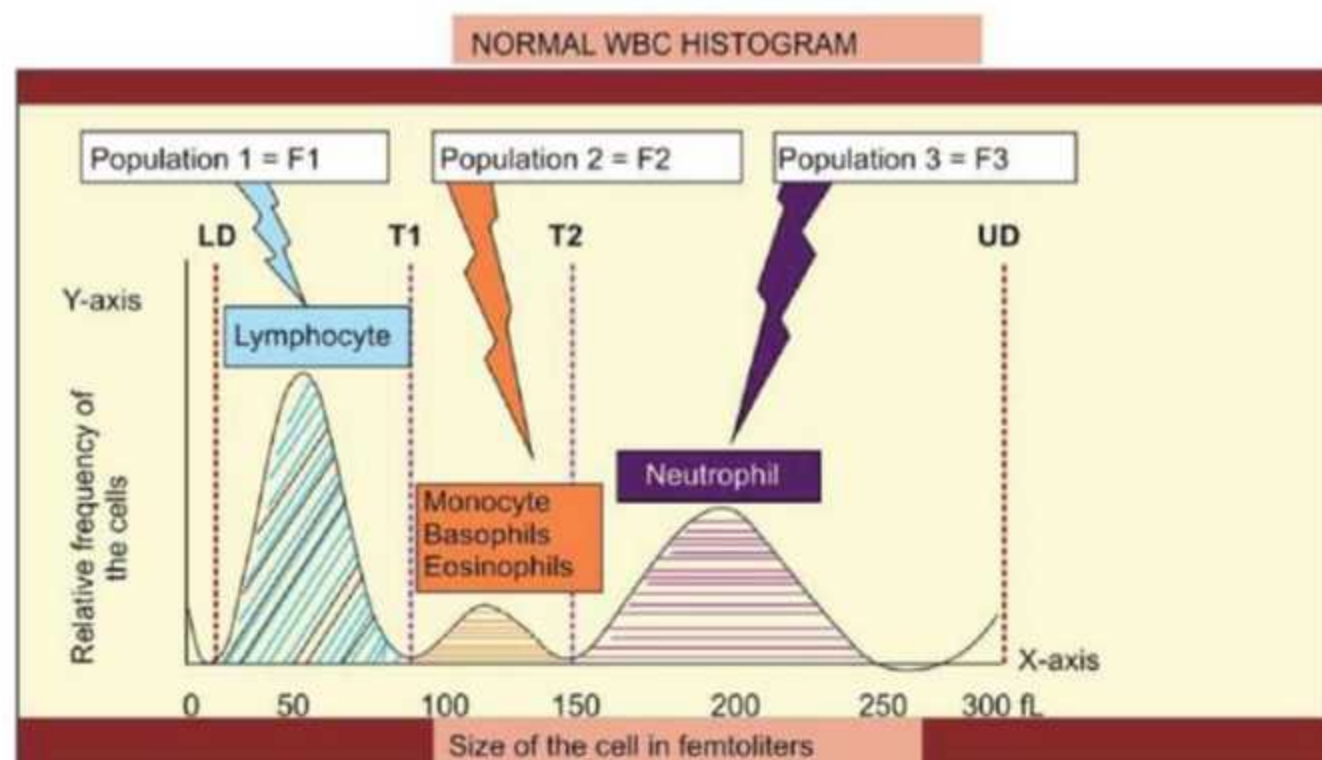 NORMAL WBC HISTOGRAM
Population 1 = F1
Population 2 = F2
Population 3 = F3
LD
T1
T2
UD
Y-axis
Lymphocyte
Relative frequency of
the cells
Monocyte
Basophils
Eosinophils
Neutrophil
X-axis
0 50 100 150 200 250 300 fL
Size of the cell in femtoliters